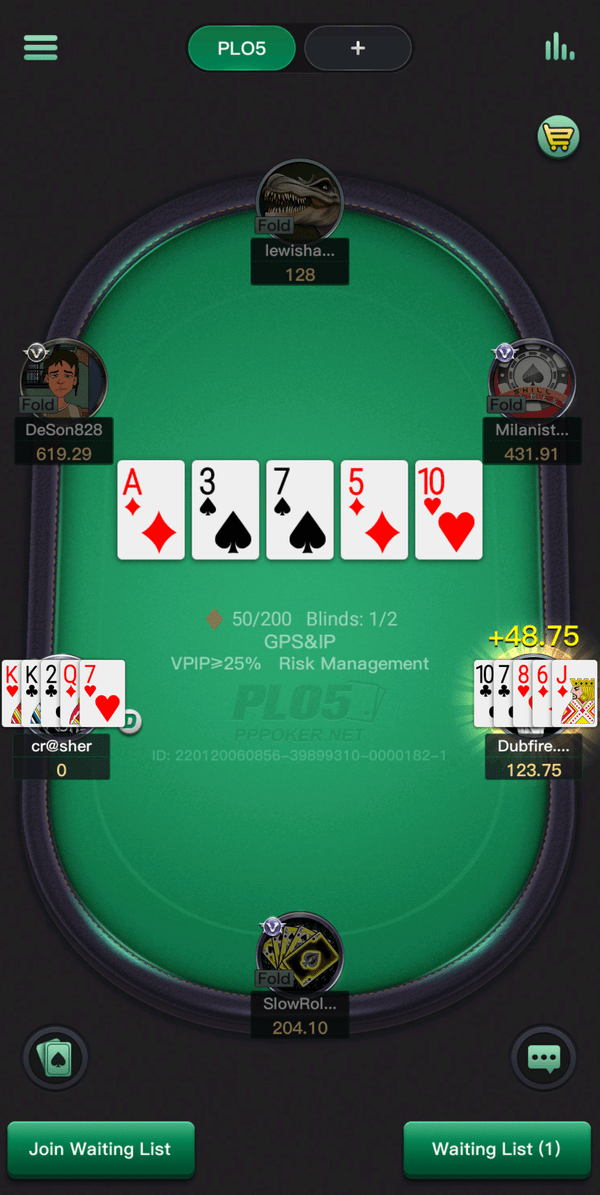 PLO5 +
Fold
lewisha...
128
Fold
DeSon828
619.29
Fold
Milanist...
431.91
A 3 7 5 10
50/200 Blinds: 1/2
GPS&IP
VPIP≥25% Risk Management
PLO5
PPPOKER.NET
ID: 220120060856-39899310-0000182-1
+48.75
K K 2 Q 7
D
cr@sher
0
10 7 8 6 J
Dubfire....
123.75
Fold
SlowRol...
204.10
Join Waiting List
Waiting List (1)